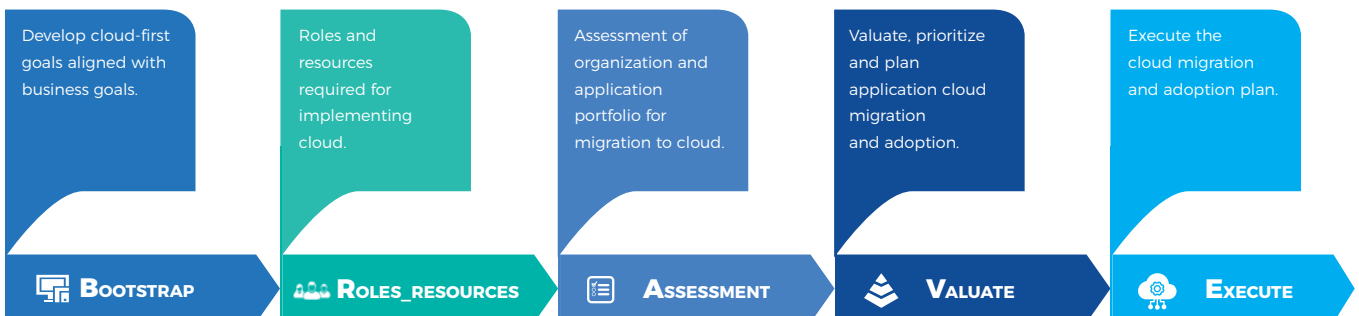 Develop cloud-first
goals aligned with
business goals.
Roles and
resources
required for
implementing
cloud.
Assessment of
organization and
application
portfolio for
migration to cloud.
Valuate, prioritize
and plan
application cloud
migration
and adoption.
Execute the
cloud migration
and adoption plan.
BOOTSTRAP
ROLES_RESOURCES
ASSESSMENT
VALUATE
EXECUTE